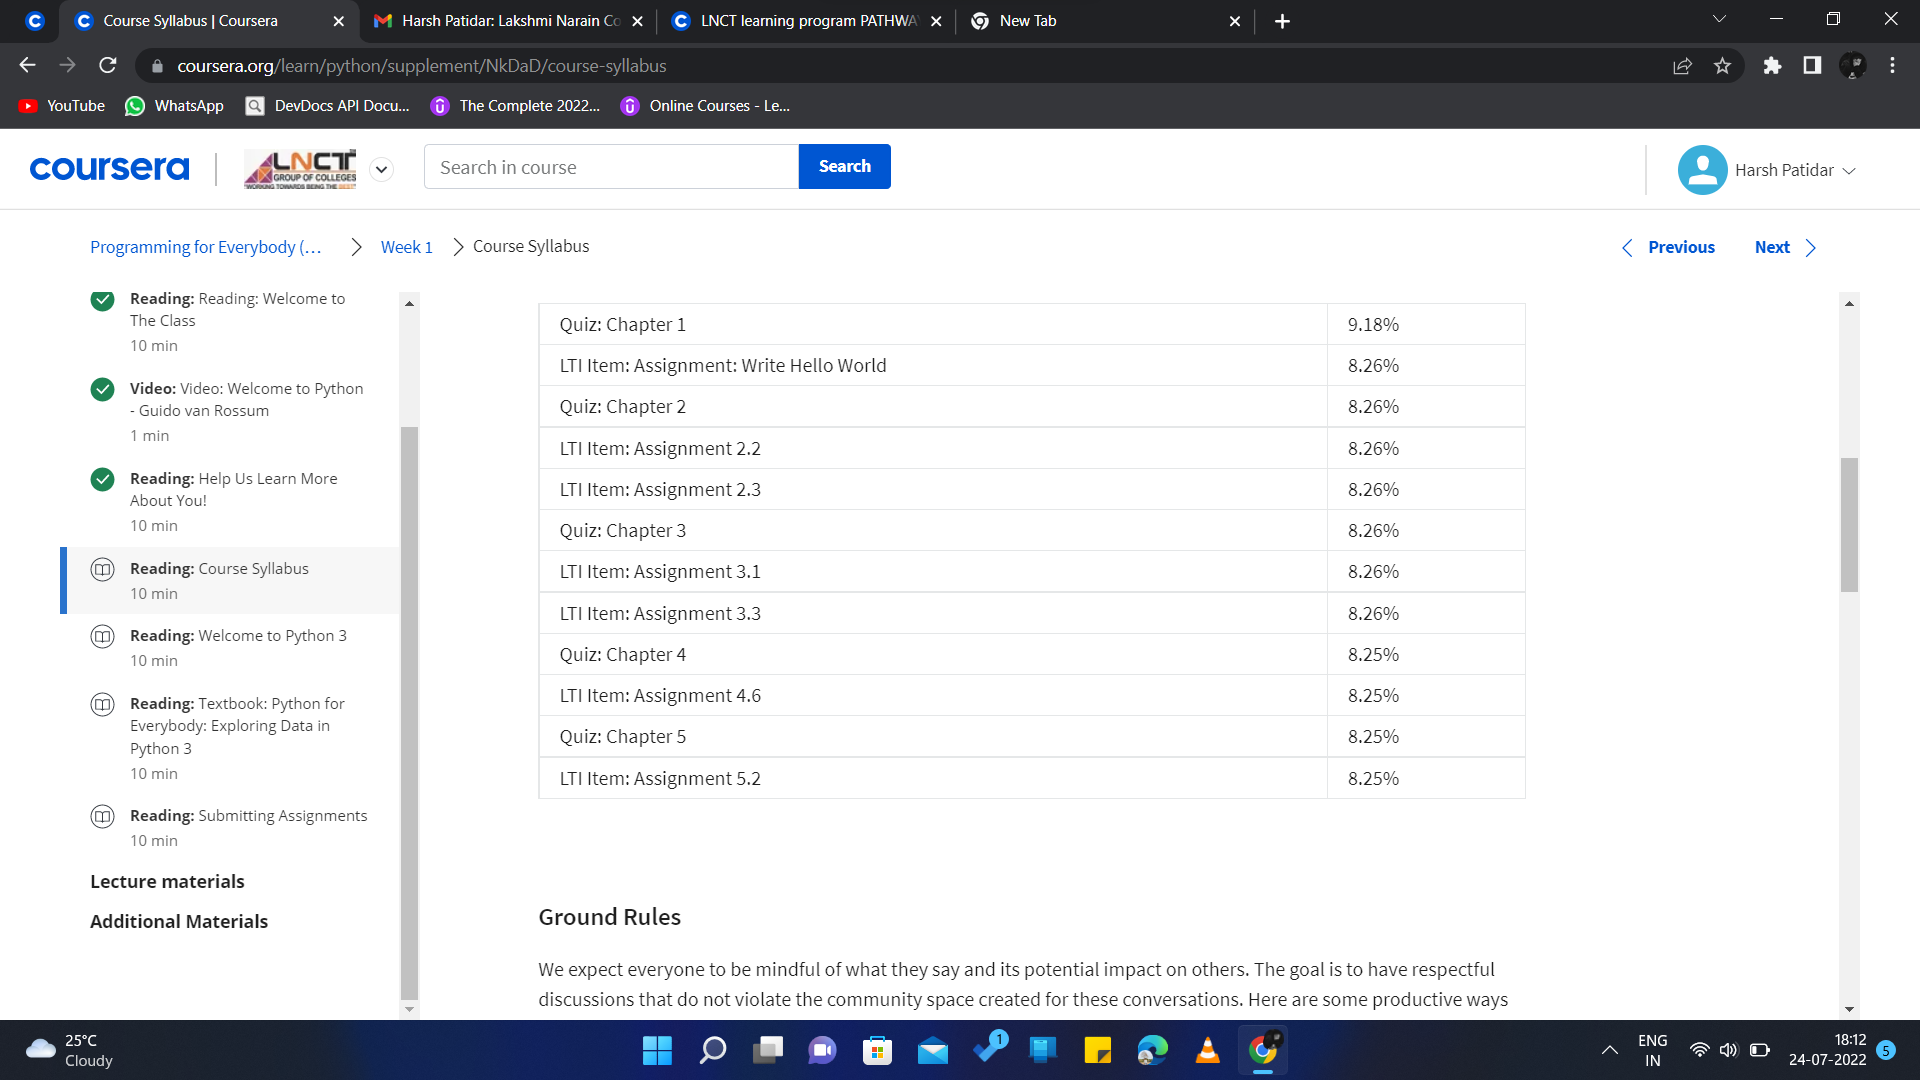 Course Syllabus | Coursera
Harsh Patidar: Lakshmi Narain Co
LNCT learning program PATHWA
New Tab
coursera.org/learn/python/supplement/NkDaD/course-syllabus
YouTube
WhatsApp
DevDocs API Docu...
The Complete 2022...
Online Courses - Le...
coursera
LNCT
GROUP OF COLLEGES
WORKING TOWARDS BEING THE BEST
Search in course
Search
Harsh Patidar
Programming for Everybody (...
Week 1
Course Syllabus
Previous
Next
Reading: Reading: Welcome to
The Class
10 min
Video: Video: Welcome to Python
- Guido van Rossum
1 min
Reading: Help Us Learn More
About You!
10 min
Reading: Course Syllabus
10 min
Reading: Welcome to Python 3
10 min
Reading: Textbook: Python for
Everybody: Exploring Data in
Python 3
10 min
Reading: Submitting Assignments
10 min
Lecture materials
Additional Materials
Quiz: Chapter 1 9.18%
LTI Item: Assignment: Write Hello World 8.26%
Quiz: Chapter 2 8.26%
LTI Item: Assignment 2.2 8.26%
LTI Item: Assignment 2.3 8.26%
Quiz: Chapter 3 8.26%
LTI Item: Assignment 3.1 8.26%
LTI Item: Assignment 3.3 8.26%
Quiz: Chapter 4 8.25%
LTI Item: Assignment 4.6 8.25%
Quiz: Chapter 5 8.25%
LTI Item: Assignment 5.2 8.25%
Ground Rules
We expect everyone to be mindful of what they say and its potential impact on others. The goal is to have respectful
discussions that do not violate the community space created for these conversations. Here are some productive ways
25°C
Cloudy
1
ENG
IN
18:12
24-07-2022
5